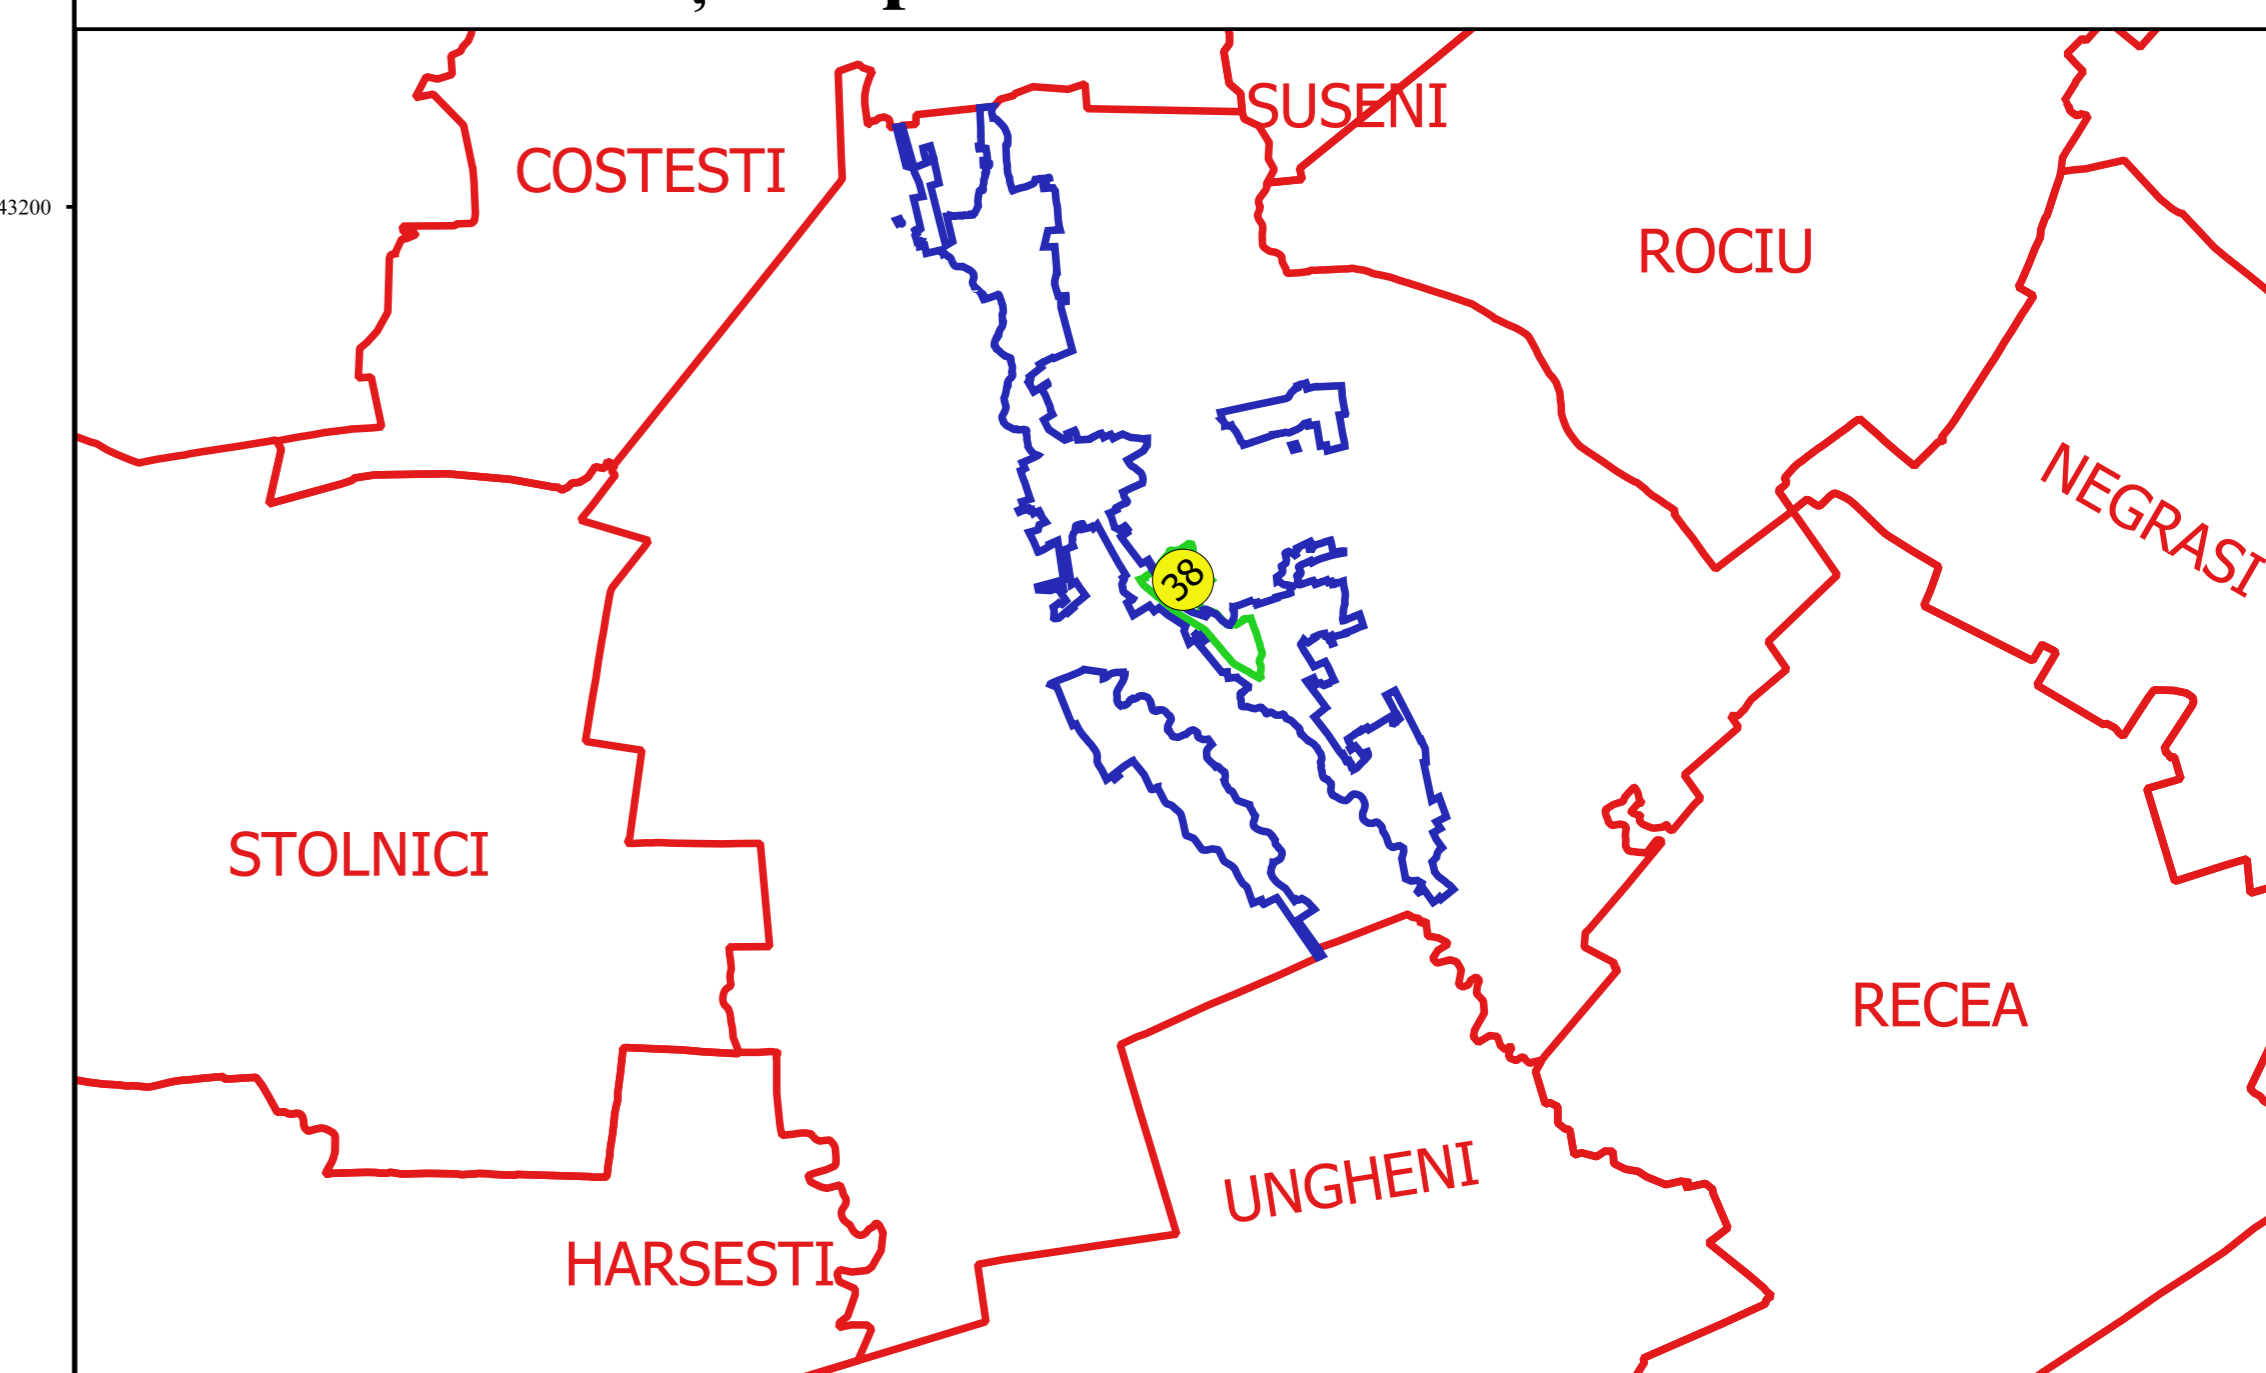 SUSENI
COSTESTI
43200
ROCIU
NEGRASI
38
STOLNICI
RECEA
UNGHENI
HARSESTI